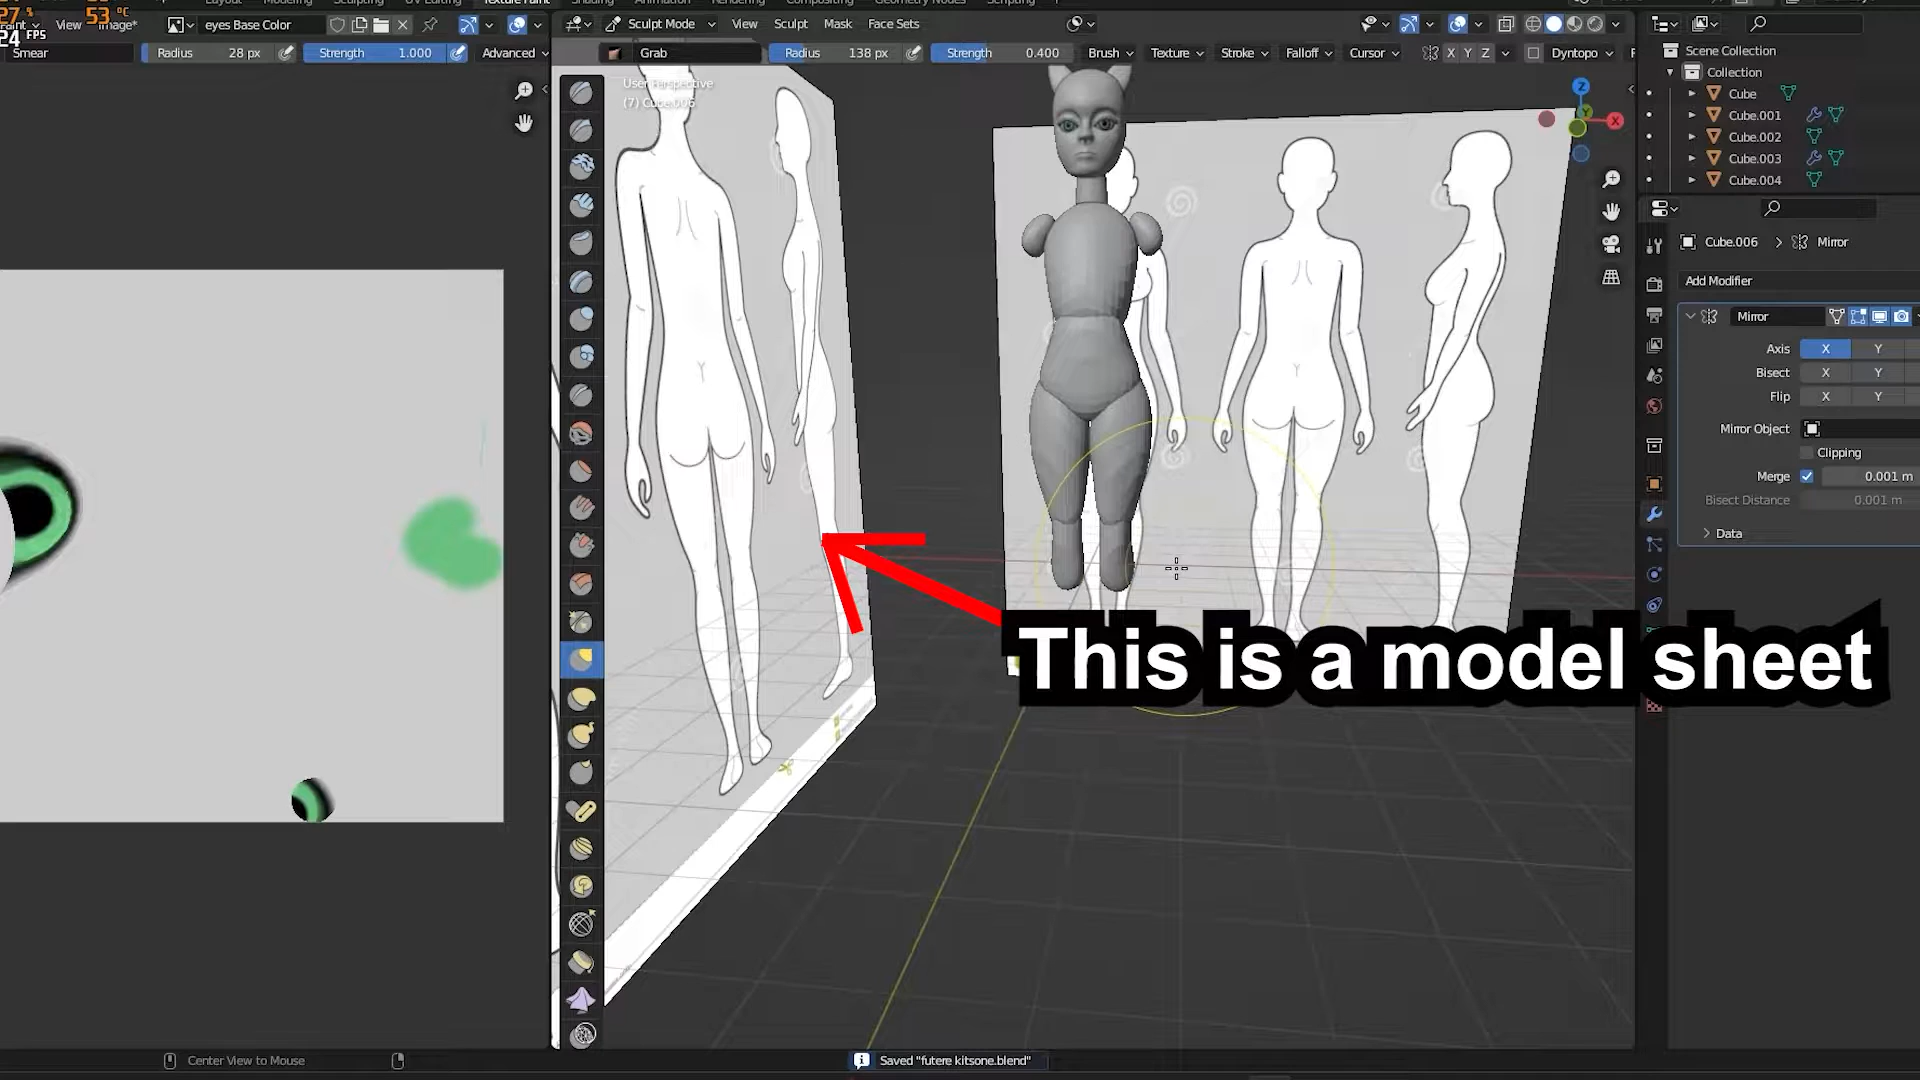 27 % 53 °C
24 FPS
View Image*
eyes Base Color
Sculpt Mode View Sculpt Mask Face Sets
Smear Radius 28 px Strength 1.000 Advanced
Grab Radius 138 px Strength 0.400 Brush Texture Stroke Falloff Cursor X Y Z Dyntopo
User Perspective
(7) Cube.006
Z
X
Scene Collection
Collection
Cube
Cube.001
Cube.002
Cube.003
Cube.004
Cube.006 > Mirror
Add Modifier
Mirror
Axis X Y
Bisect X Y
Flip X Y
Mirror Object
Clipping
Merge 0.001 m
Bisect Distance 0.001 m
Data
This is a model sheet
Center View to Mouse
Saved "futere kitsone.blend"